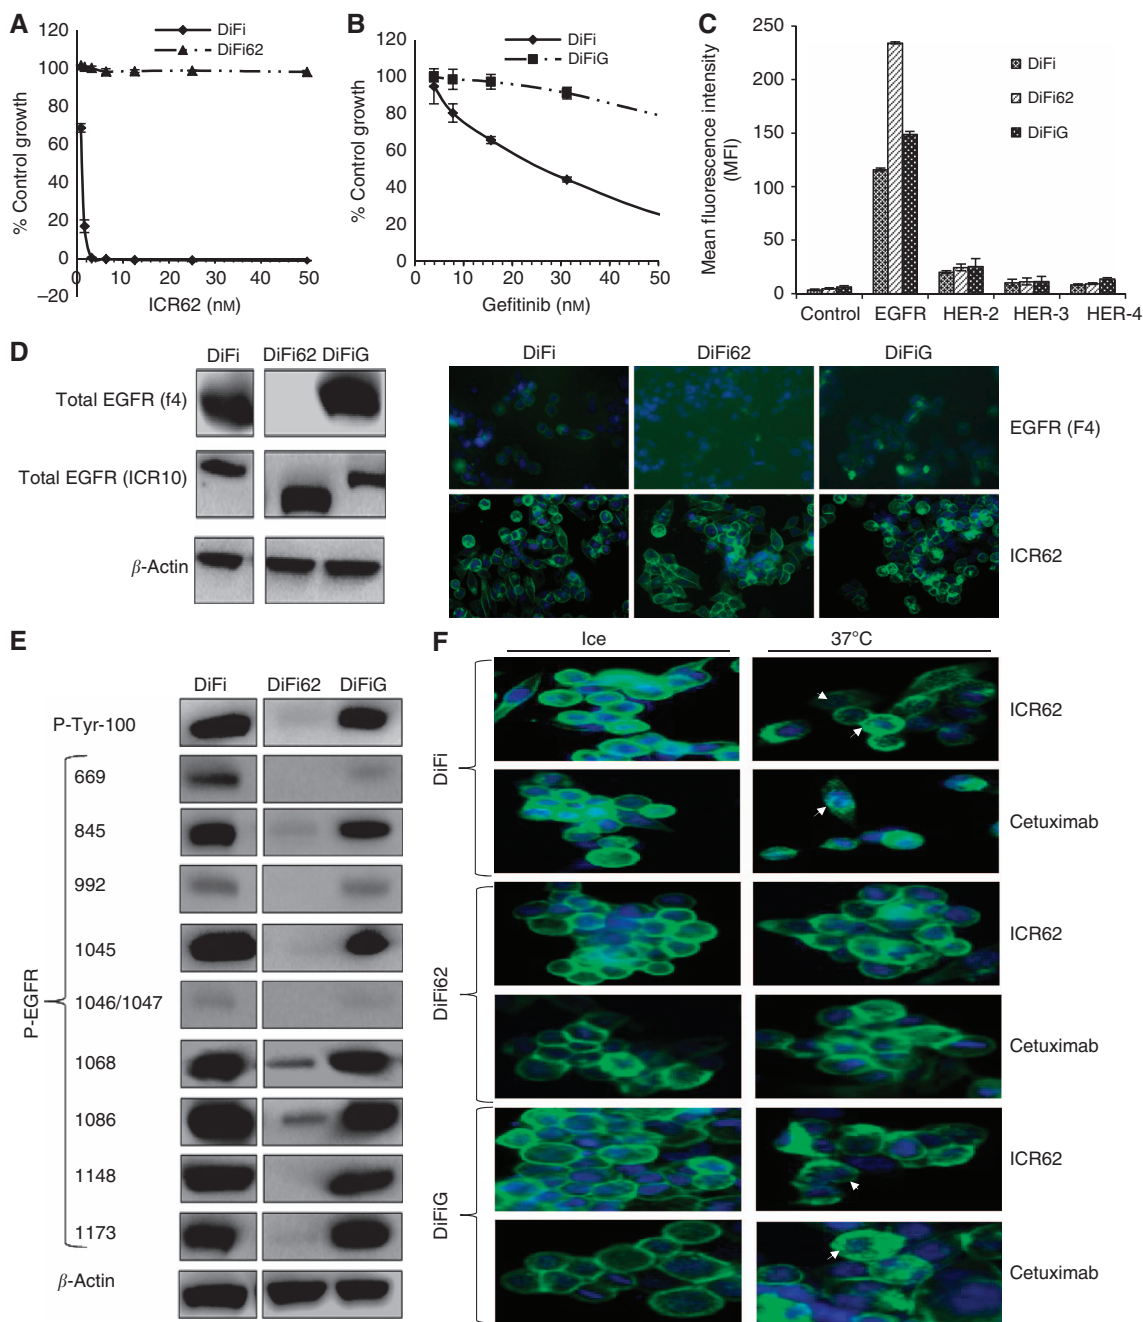 A
120
100
80
60
40
20
0
–20
% Control growth
DiFi
DiFi62
0 10 20 30 40 50
ICR62 (nM)
B
120
100
80
60
40
20
0
% Control growth
DiFi
DiFiG
0 10 20 30 40 50
Gefitinib (nM)
C
250
200
150
100
50
0
Mean fluorescence intensity
(MFI)
DiFi
DiFi62
DiFiG
Control EGFR HER-2 HER-3 HER-4
D
DiFi DiFi62 DiFiG
Total EGFR (f4)
Total EGFR (ICR10)
β-Actin
DiFi DiFi62 DiFiG
EGFR (F4)
ICR62
E
DiFi DiFi62 DiFiG
P-Tyr-100
P-EGFR
669
845
992
1045
1046/1047
1068
1086
1148
1173
β-Actin
F
Ice 37°C
DiFi
ICR62
Cetuximab
DiFi62
ICR62
Cetuximab
DiFiG
ICR62
Cetuximab